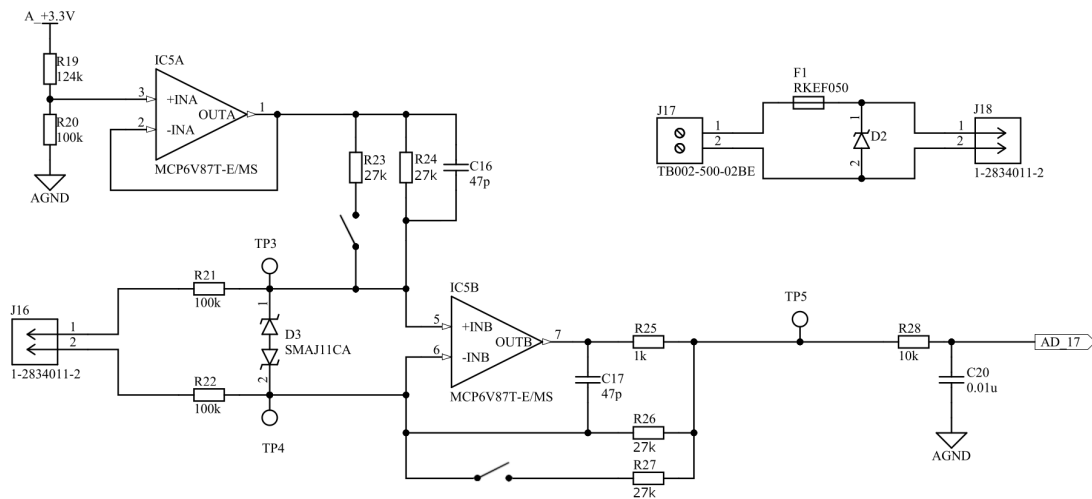 A_+3.3V
R19
124k
R20
100k
AGND
IC5A
3
+INA
2
-INA
OUTA
1
MCP6V87T-E/MS
R23
27k
R24
27k
C16
47p
F1
RKEF050
J17
1
2
TB002-500-02BE
1
D2
2
J18
1
2
1-2834011-2
TP3
R21
100k
J16
1
2
1-2834011-2
1
D3
SMAJ11CA
2
R22
100k
TP4
IC5B
5
+INB
6
-INB
OUTB
7
MCP6V87T-E/MS
R25
1k
C17
47p
R26
27k
R27
27k
TP5
R28
10k
AD_17
C20
0.01u
AGND